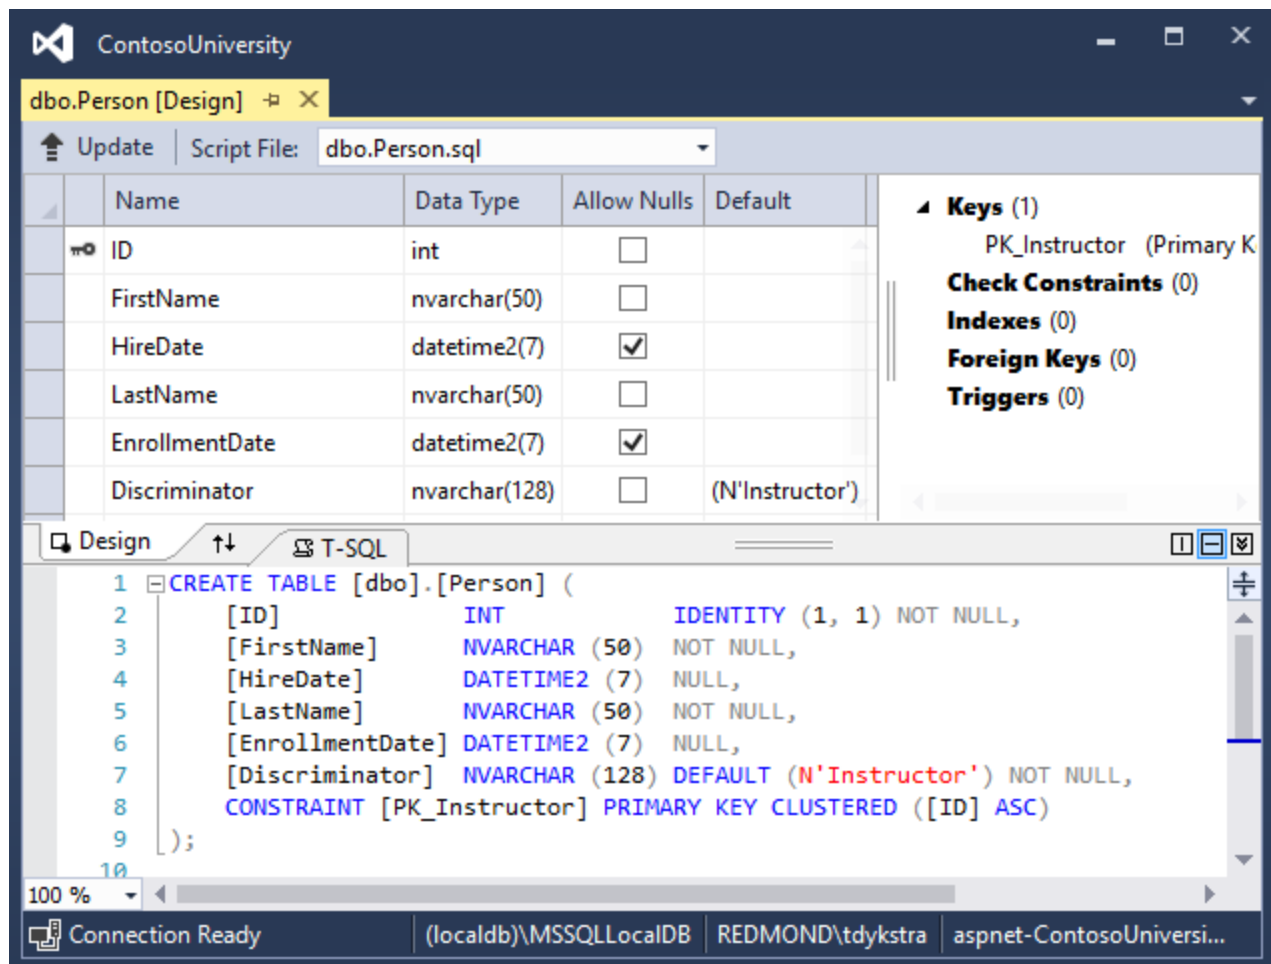 ContosoUniversity
dbo.Person [Design]
Update Script File: dbo.Person.sql
Name Data Type Allow Nulls Default
ID int
FirstName nvarchar(50)
HireDate datetime2(7)
LastName nvarchar(50)
EnrollmentDate datetime2(7)
Discriminator nvarchar(128) (N'Instructor')
Keys (1)
PK_Instructor (Primary K
Check Constraints (0)
Indexes (0)
Foreign Keys (0)
Triggers (0)
Design T-SQL
1 CREATE TABLE [dbo].[Person] (
2 [ID] INT IDENTITY (1, 1) NOT NULL,
3 [FirstName] NVARCHAR (50) NOT NULL,
4 [HireDate] DATETIME2 (7) NULL,
5 [LastName] NVARCHAR (50) NOT NULL,
6 [EnrollmentDate] DATETIME2 (7) NULL,
7 [Discriminator] NVARCHAR (128) DEFAULT (N'Instructor') NOT NULL,
8 CONSTRAINT [PK_Instructor] PRIMARY KEY CLUSTERED ([ID] ASC)
9 );
10
100 %
Connection Ready (localdb)\MSSQLLocalDB REDMOND\tdykstra aspnet-ContosoUniversi...